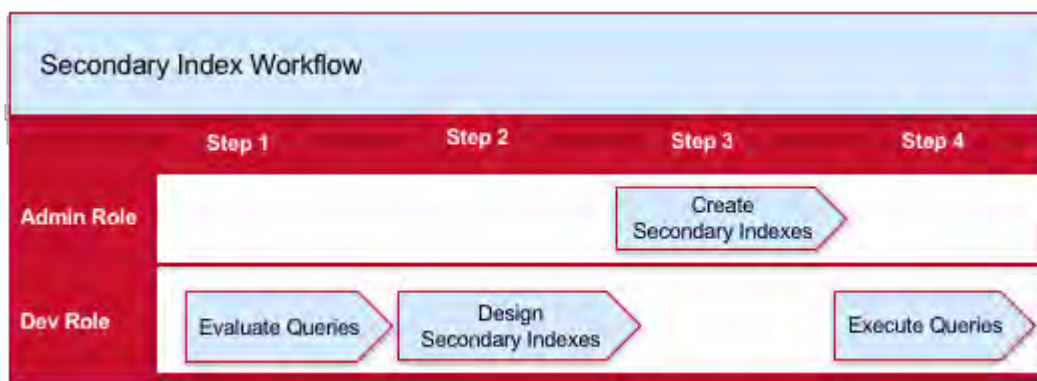 Secondary Index Workflow
Step 1
Step 2
Step 3
Step 4
Admin Role
Create
Secondary Indexes
Dev Role
Evaluate Queries
Design
Secondary Indexes
Execute Queries